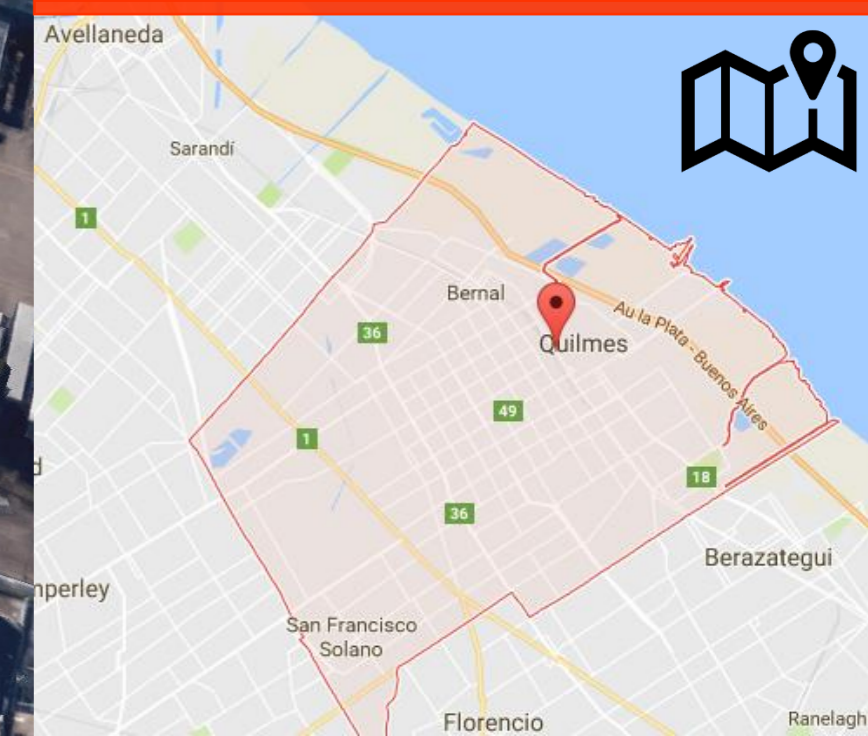 Avellaneda
Sarandí
1
Bernal
36
Quilmes
Au la Plata - Buenos Aires
49
1
18
36
Berazategui
San Francisco
Solano
Florencio
Ranelagh